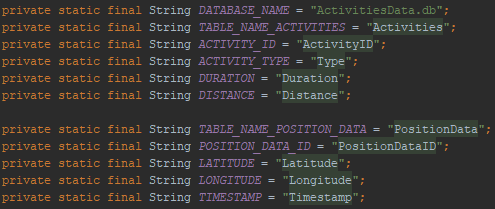 private static final String DATABASE_NAME = "ActivitiesData.db";
private static final String TABLE_NAME_ACTIVITIES = "Activities";
private static final String ACTIVITY_ID = "ActivityID";
private static final String ACTIVITY_TYPE = "Type";
private static final String DURATION = "Duration";
private static final String DISTANCE = "Distance";
private static final String TABLE_NAME_POSITION_DATA = "PositionData";
private static final String POSITION_DATA_ID = "PositionDataID";
private static final String LATITUDE = "Latitude";
private static final String LONGITUDE = "Longitude";
private static final String TIMESTAMP = "Timestamp";